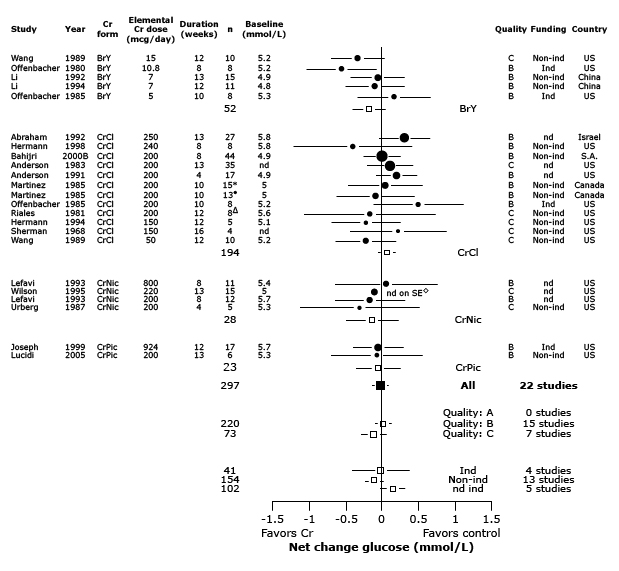 Study Year Cr form Elemental Cr dose (mcg/day) Duration (weeks) n Baseline (mmol/L) Quality Funding Country
Wang 1989 BrY 15 12 10 5.2 C Non-ind US
Offenbacher 1980 BrY 10.8 8 8 5.2 B Ind US
Li 1992 BrY 7 13 15 4.9 B Non-ind China
Li 1994 BrY 7 12 11 4.8 B Non-ind China
Offenbacher 1985 BrY 5 10 8 5.3 B Ind US
52 BrY
Abraham 1992 CrCl 250 13 27 5.8 B nd Israel
Hermann 1998 CrCl 240 8 8 5.8 B Non-ind US
Bahijri 2000B CrCl 200 8 44 4.9 B Non-ind S.A.
Anderson 1983 CrCl 200 12 35 nd C nd US
Anderson 1991 CrCl 200 4 17 4.9 B nd US
Martinez 1985 CrCl 200 10 15* 5 B Non-ind Canada
Martinez 1985 CrCl 200 10 13* 5 B Non-ind Canada
Offenbacher 1985 CrCl 200 10 8 5.2 B Ind US
Riales 1981 CrCl 200 12 8Δ 5.6 C Non-ind US
Hermann 1994 CrCl 150 12 5 5.1 C Non-ind US
Sherman 1968 CrCl 150 16 4 nd C Non-ind US
Wang 1989 CrCl 50 12 10 5.2 C Non-ind US
194 CrCl
Lefavi 1993 CrNic 800 8 11 5.4 B nd US
Wilson 1995 CrNic 220 13 15 5 nd on SE◇ C nd US
Lefavi 1993 CrNic 200 8 12 5.7 B nd US
Urberg 1987 CrNic 200 4 5 5.3 C Non-ind US
28 CrNic
Joseph 1999 CrPic 924 12 17 5.7 B Ind US
Lucidi 2005 CrPic 200 13 6 5.3 B Non-ind US
23 CrPic
297 All 22 studies
Quality: A 0 studies
220 Quality: B 15 studies
73 Quality: C 7 studies
41 Ind 4 studies
154 Non-ind 13 studies
102 nd ind 5 studies
-1.5 -1 -0.5 0 0.5 1 1.5
Favors Cr Favors control
Net change glucose (mmol/L)